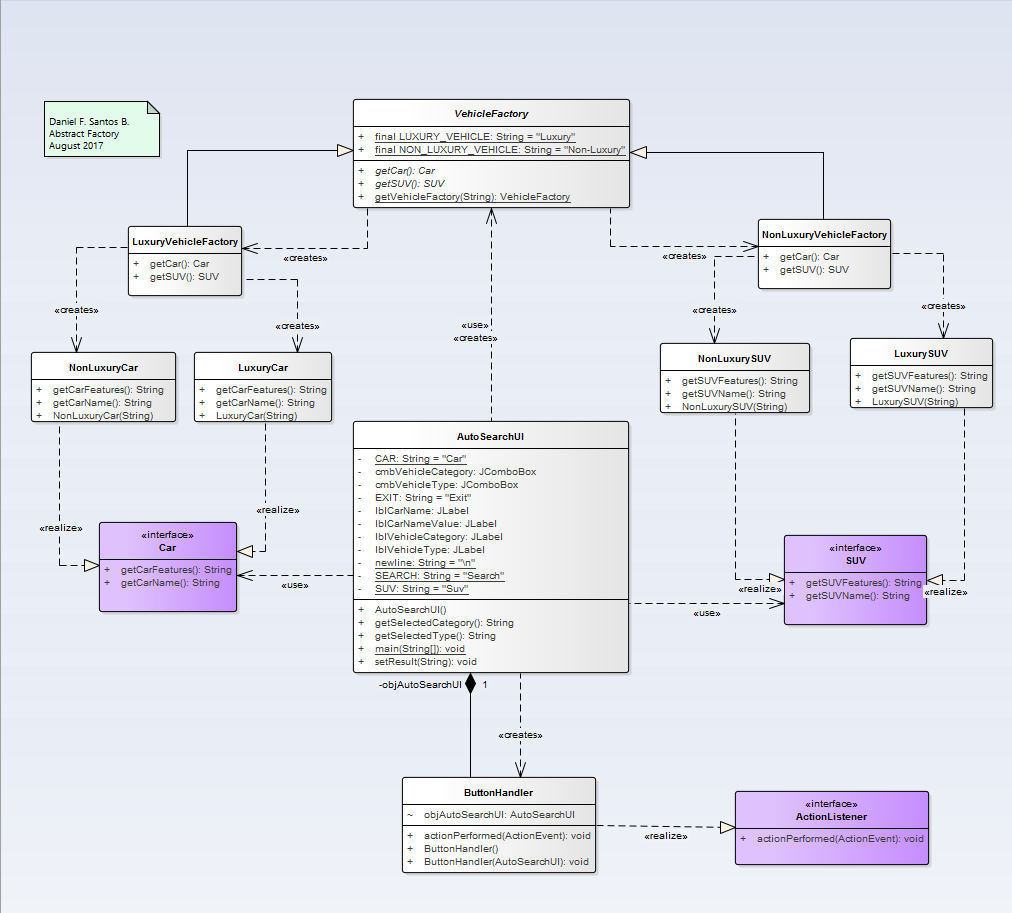 Daniel F. Santos B.
Abstract Factory
August 2017
VehicleFactory
+ final LUXURY_VEHICLE: String = "Luxury"
+ final NON_LUXURY_VEHICLE: String = "Non-Luxury"
+ getCar(): Car
+ getSUV(): SUV
+ getVehicleFactory(String): VehicleFactory
LuxuryVehicleFactory
+ getCar(): Car
+ getSUV(): SUV
«creates»
«creates»
NonLuxuryVehicleFactory
+ getCar(): Car
+ getSUV(): SUV
«creates»
«creates»
«use»
«creates»
«creates»
«creates»
NonLuxuryCar
+ getCarFeatures(): String
+ getCarName(): String
+ NonLuxuryCar(String)
LuxuryCar
+ getCarFeatures(): String
+ getCarName(): String
+ LuxuryCar(String)
NonLuxurySUV
+ getSUVFeatures(): String
+ getSUVName(): String
+ NonLuxurySUV(String)
LuxurySUV
+ getSUVFeatures(): String
+ getSUVName(): String
+ LuxurySUV(String)
AutoSearchUI
- CAR: String = "Car"
- cmbVehicleCategory: JComboBox
- cmbVehicleType: JComboBox
- EXIT: String = "Exit"
- lblCarName: JLabel
- lblCarNameValue: JLabel
- lblVehicleCategory: JLabel
- lblVehicleType: JLabel
- newline: String = "\n"
- SEARCH: String = "Search"
- SUV: String = "Suv"
+ AutoSearchUI()
+ getSelectedCategory(): String
+ getSelectedType(): String
+ main(String[]): void
+ setResult(String): void
«realize»
«realize»
«interface»
Car
+ getCarFeatures(): String
+ getCarName(): String
«use»
«interface»
SUV
+ getSUVFeatures(): String
+ getSUVName(): String
«realize»
«realize»
«use»
-objAutoSearchUI
1
«creates»
ButtonHandler
~ objAutoSearchUI: AutoSearchUI
+ actionPerformed(ActionEvent): void
+ ButtonHandler()
+ ButtonHandler(AutoSearchUI): void
«realize»
«interface»
ActionListener
+ actionPerformed(ActionEvent): void